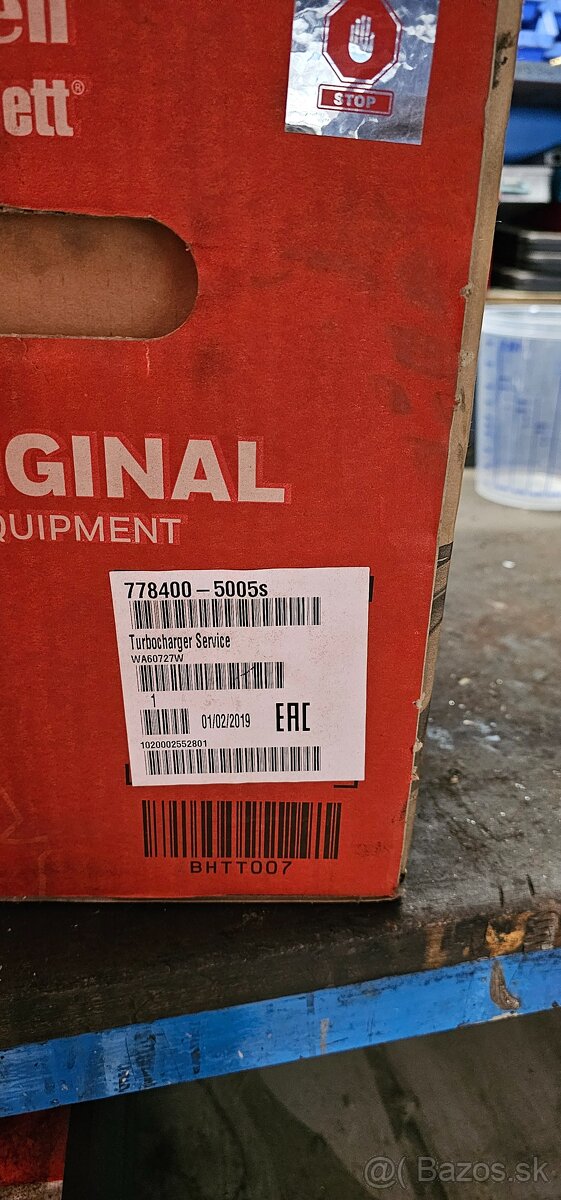 ell
ett®
STOP
GINAL
QUIPMENT
778400-5005s
Turbocharger Service
WA60727W
1
01/02/2019 EAC
1020002552801
BHTT007
@( Bazos.sk